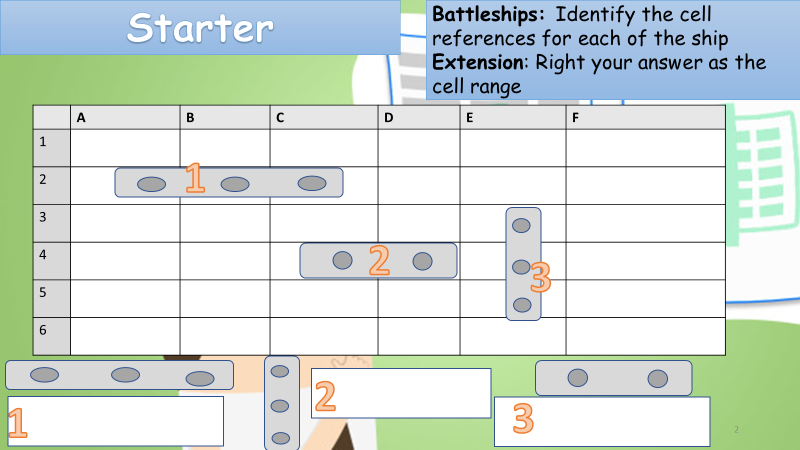 Starter
Battleships: Identify the cell
references for each of the ship
Extension: Right your answer as the
cell range
A B C D E F
1
2
3
4
5
6
1
2
3
1
2
3
2